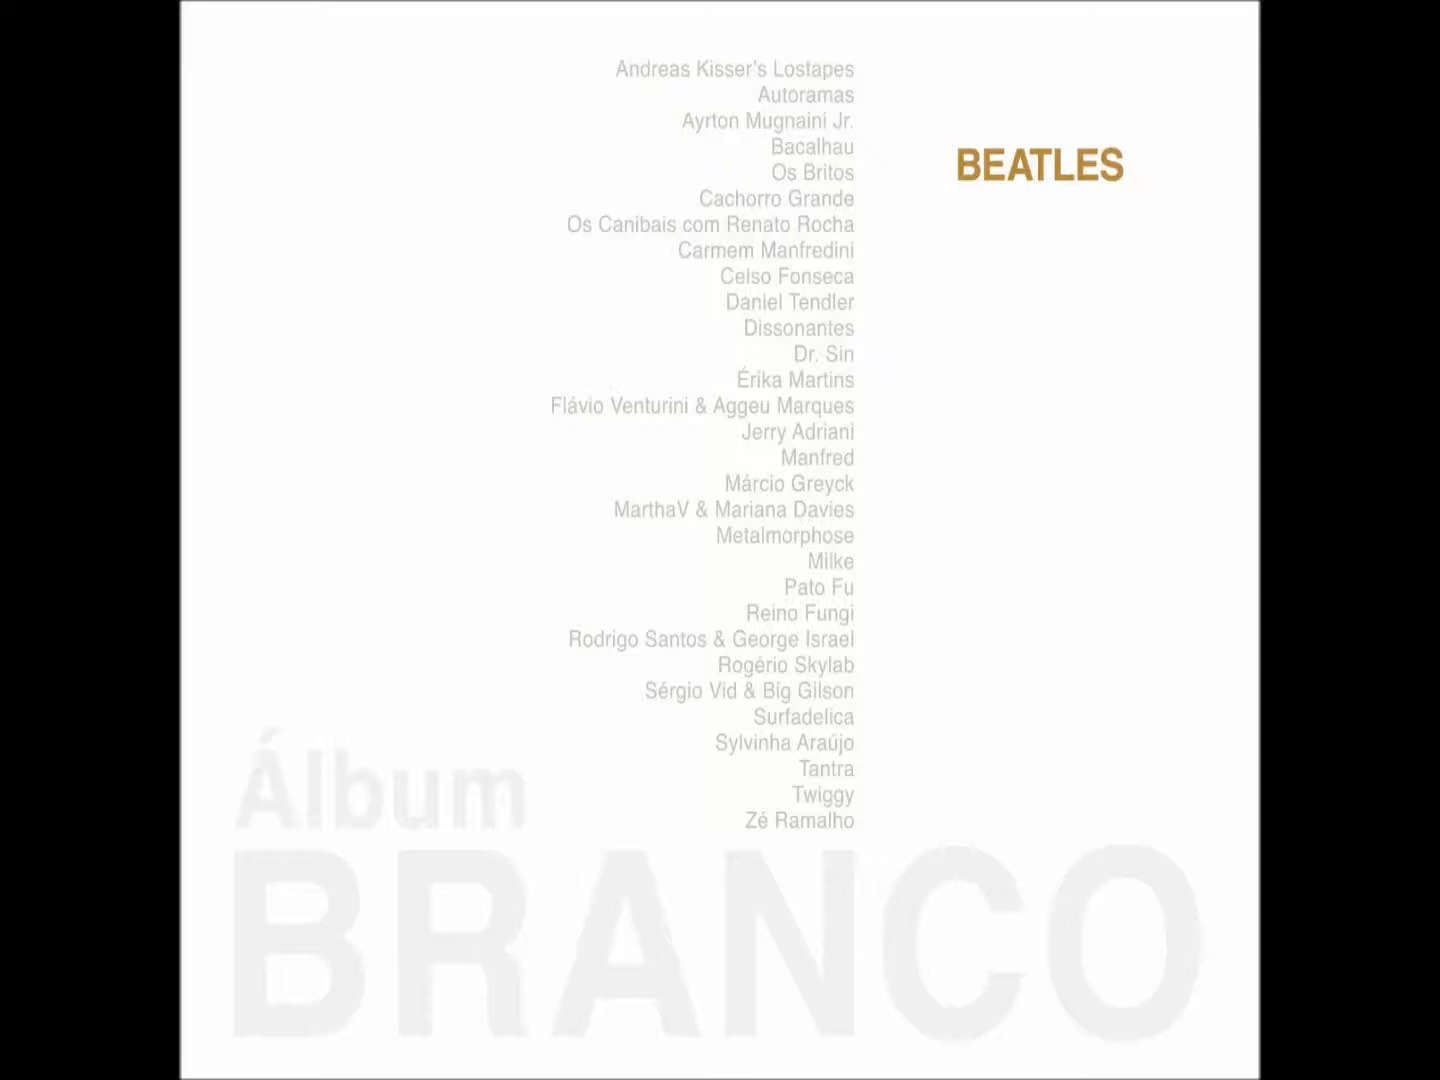 Andreas Kisser's Lostapes
Autoramas
Ayrton Mugnaini Jr.
Bacalhau
Os Britos
Cachorro Grande
Os Canibais com Renato Rocha
Carmem Manfredini
Celso Fonseca
Daniel Tendler
Dissonantes
Dr. Sin
Érika Martins
Flávio Venturini & Aggeu Marques
Jerry Adriani
Manfred
Márcio Greyck
MarthaV & Mariana Davies
Metalmorphose
Milke
Pato Fu
Reino Fungi
Rodrigo Santos & George Israel
Rogério Skylab
Sérgio Vid & Big Gilson
Surfadelica
Sylvinha Araújo
Tantra
Twiggy
Zé Ramalho
BEATLES
Álbum
BRANCO